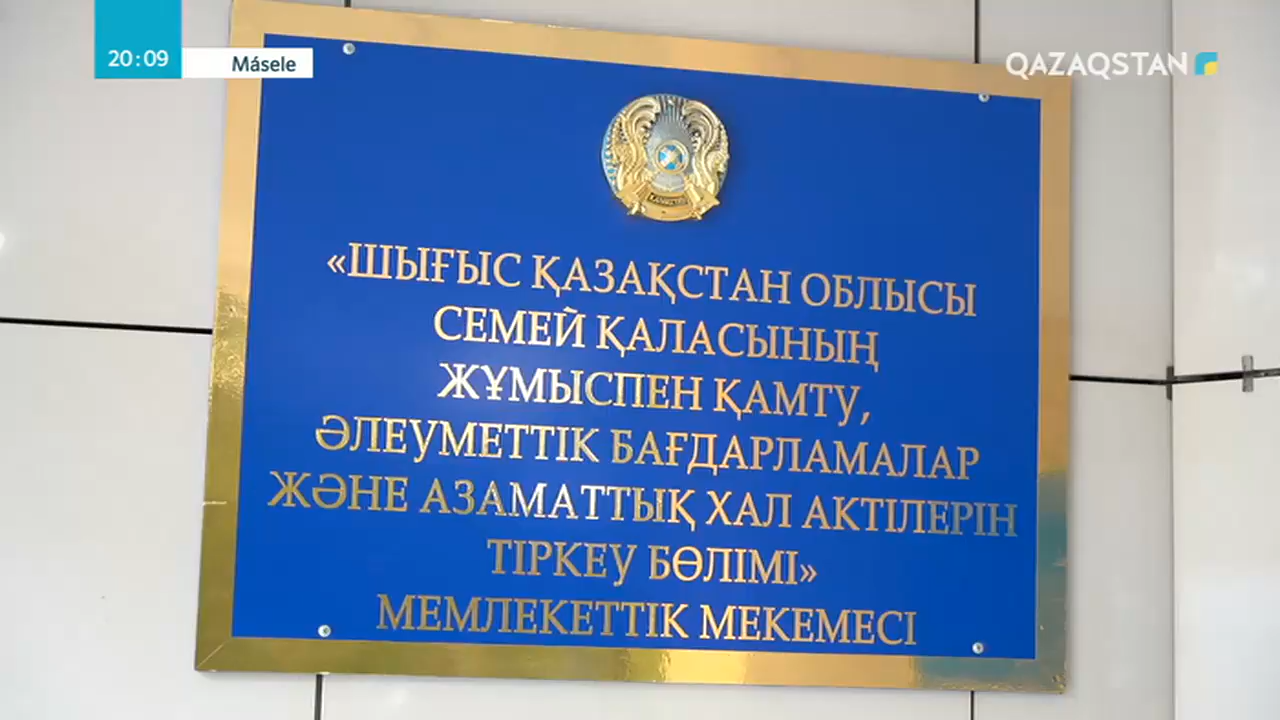 20:09
Másele
QAZAQSTAN
«ШЫҒЫС ҚАЗАҚСТАН ОБЛЫСЫ
СЕМЕЙ ҚАЛАСЫНЫҢ
ЖҰМЫСПЕН ҚАМТУ,
ӘЛЕУМЕТТІК БАҒДАРЛАМАЛАР
ЖӘНЕ АЗАМАТТЫҚ ХАЛ АКТІЛЕРІН
ТІРКЕУ БӨЛІМІ»
МЕМЛЕКЕТТІК МЕКЕМЕСІ